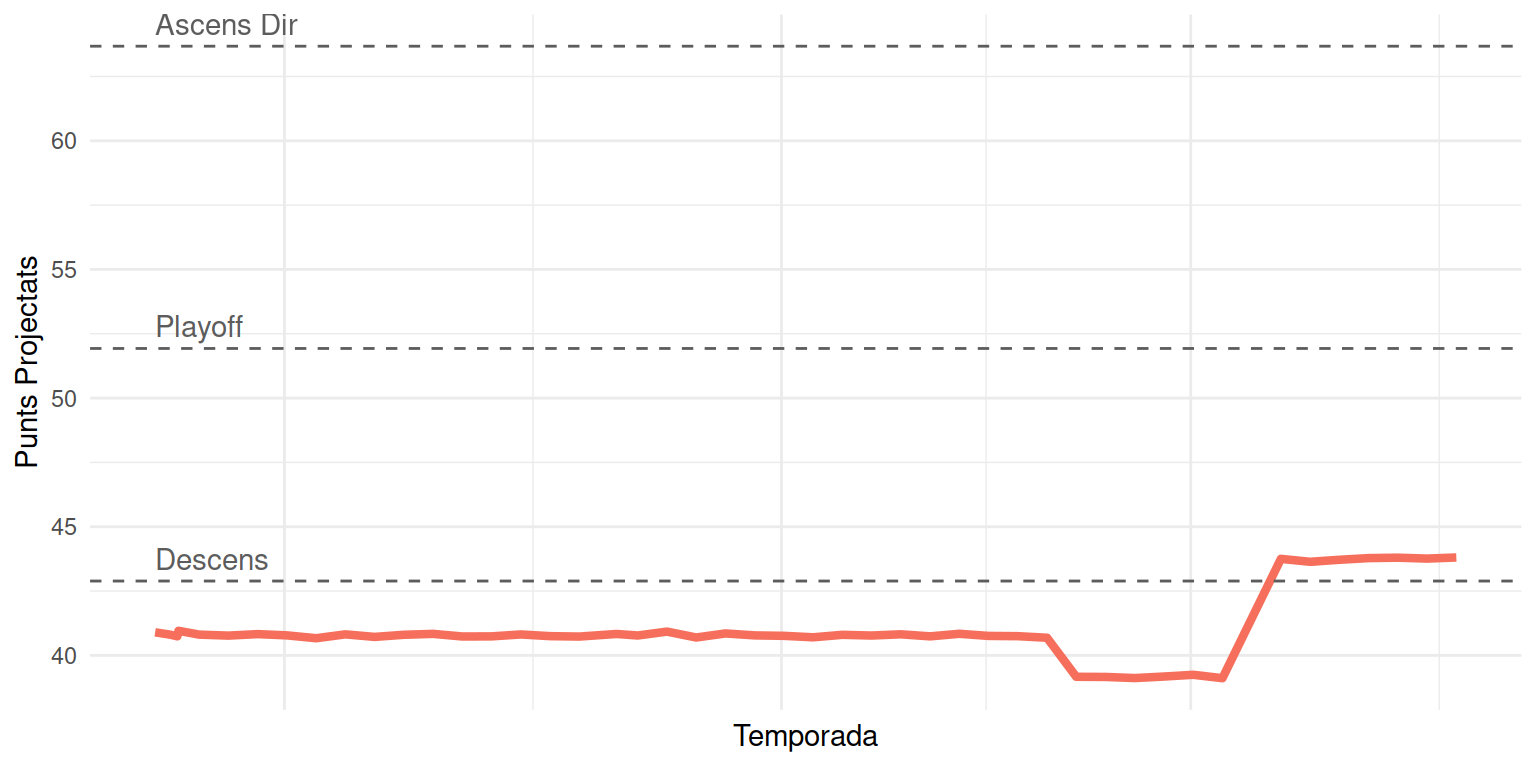 Ascens Dir
60
55
Playoff
50
45
Descens
40
Punts Projectats
Temporada